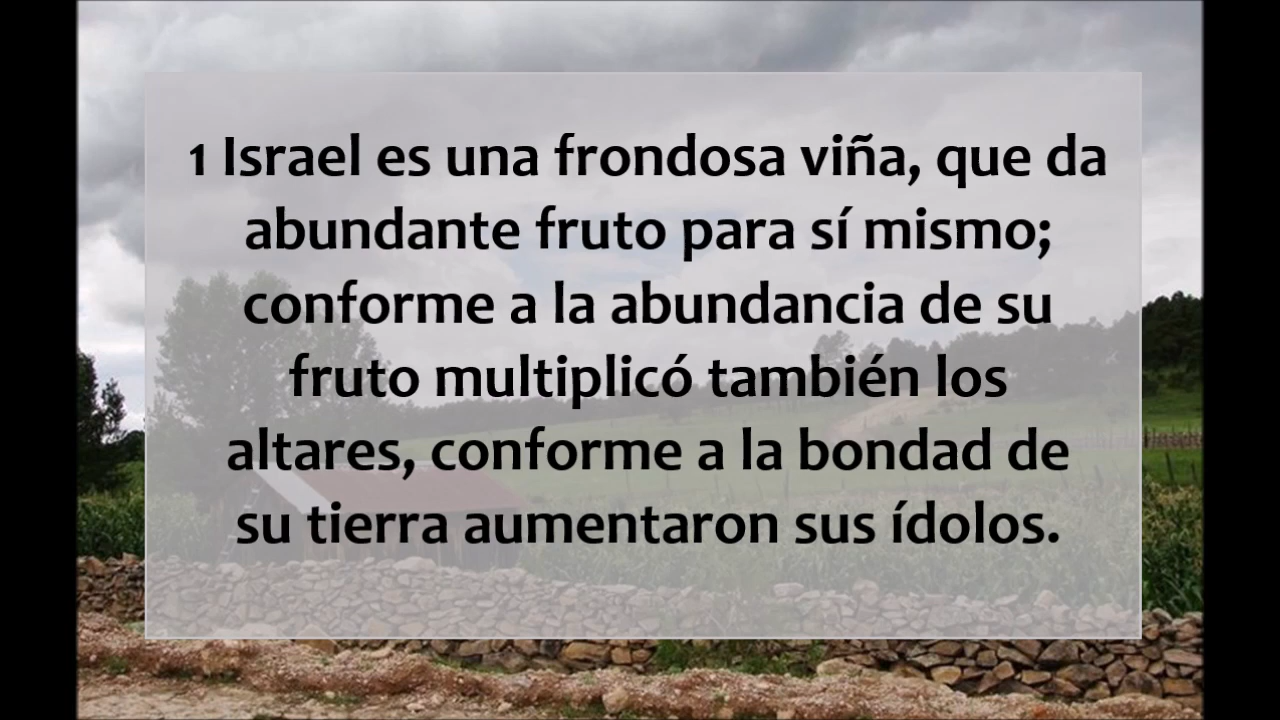 1 Israel es una frondosa viña, que da
abundante fruto para sí mismo;
conforme a la abundancia de su
fruto multiplicó también los
altares, conforme a la bondad de
su tierra aumentaron sus ídolos.